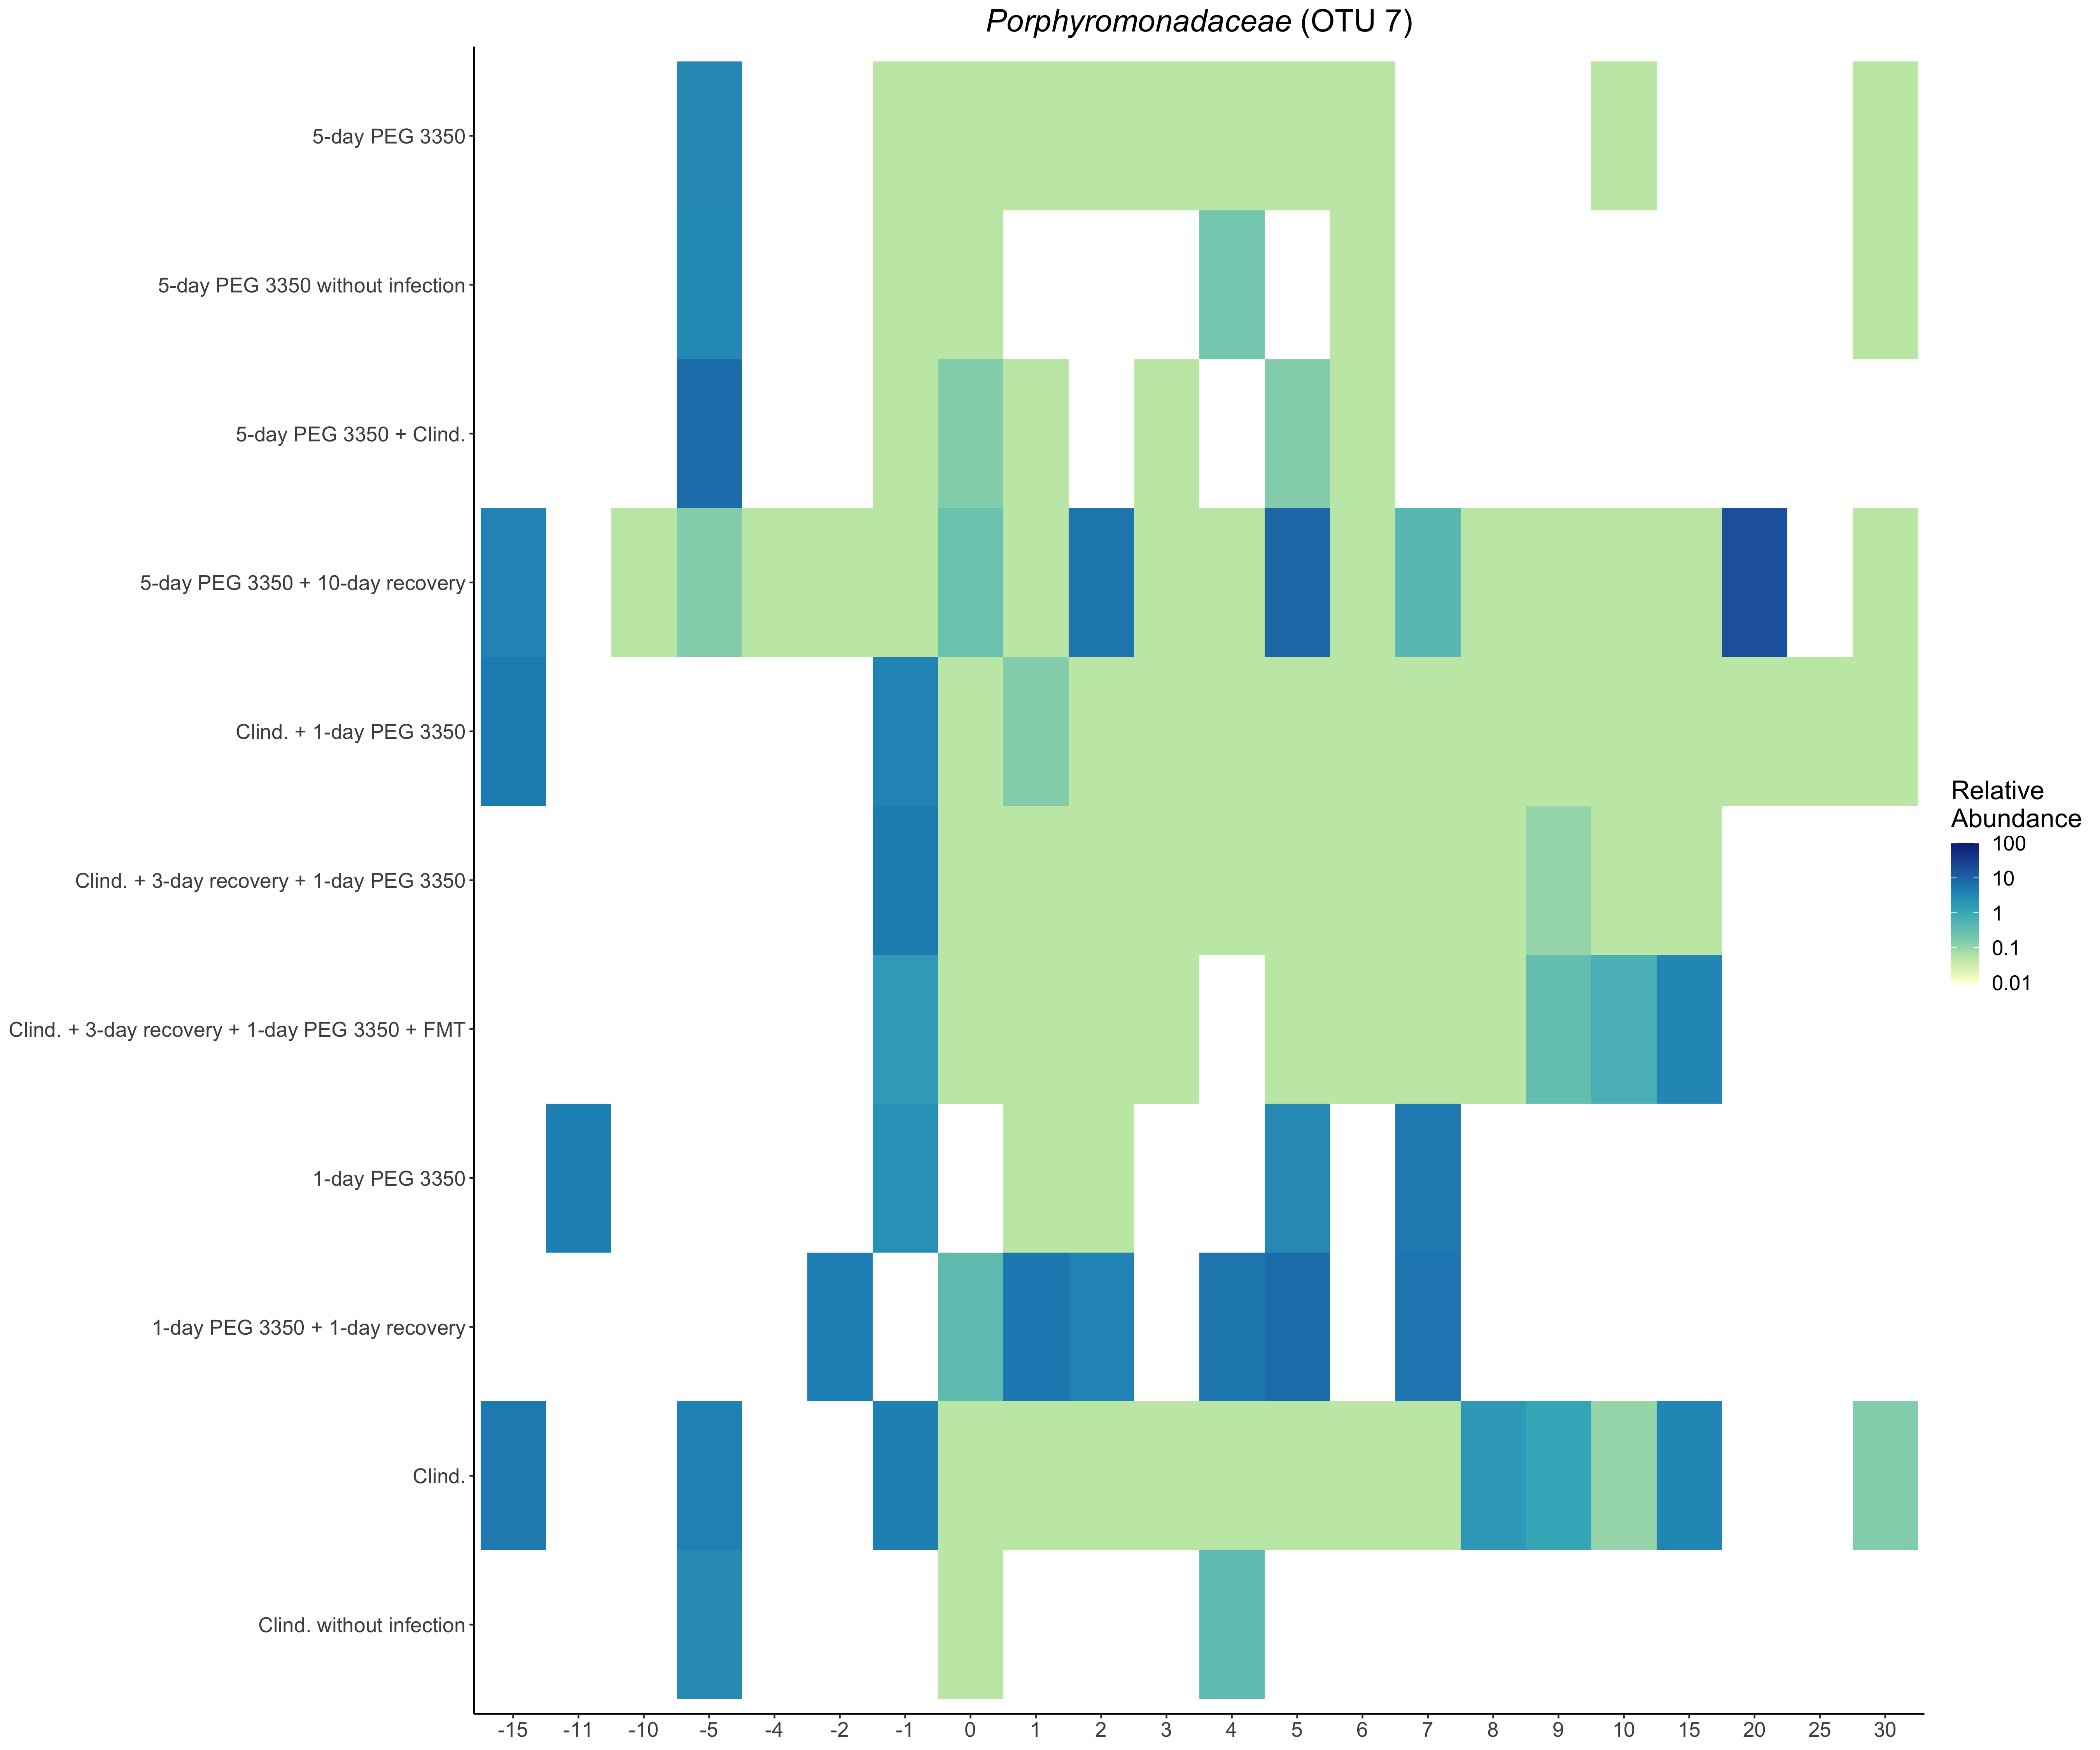 Porphyromonadaceae (OTU 7)
5-day PEG 3350
5-day PEG 3350 without infection
5-day PEG 3350 + Clind.
5-day PEG 3350 + 10-day recovery
Clind. + 1-day PEG 3350
Clind. + 3-day recovery + 1-day PEG 3350
Clind. + 3-day recovery + 1-day PEG 3350 + FMT
1-day PEG 3350
1-day PEG 3350 + 1-day recovery
Clind.
Clind. without infection
-15 -11 -10 -5 -4 -2 -1 0 1 2 3 4 5 6 7 8 9 10 15 20 25 30
Relative
Abundance
100
10
1
0.1
0.01